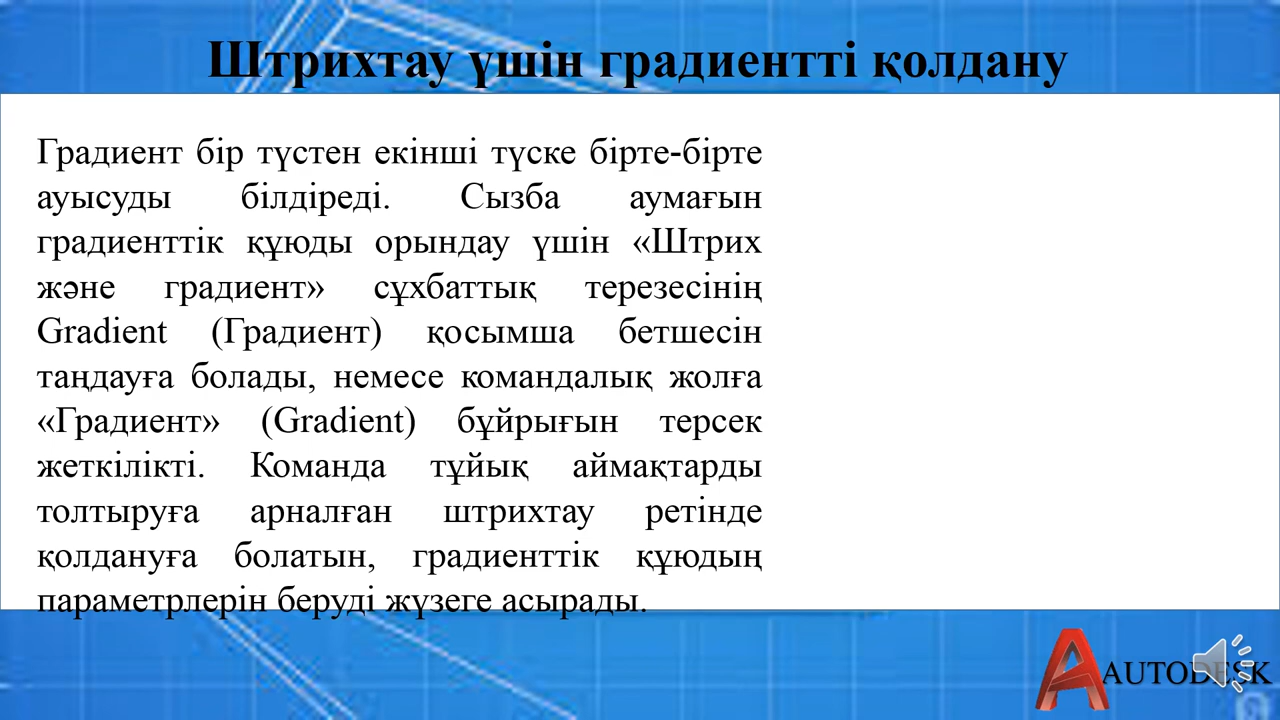 Штрихтау үшін градиентті қолдану
Градиент бір түстен екінші түске бірте-бірте
ауысуды білдіреді. Сызба аумағын
градиенттік құюды орындау үшін «Штрих
және градиент» сұхбаттық терезесінің
Gradient (Градиент) қосымша бетшесін
таңдауға болады, немесе командалық жолға
«Градиент» (Gradient) бұйрығын терсек
жеткілікті. Команда тұйық аймақтарды
толтыруға арналған штрихтау ретінде
қолдануға болатын, градиенттік құюдың
параметрлерін беруді жүзеге асырады.
AUTODESK